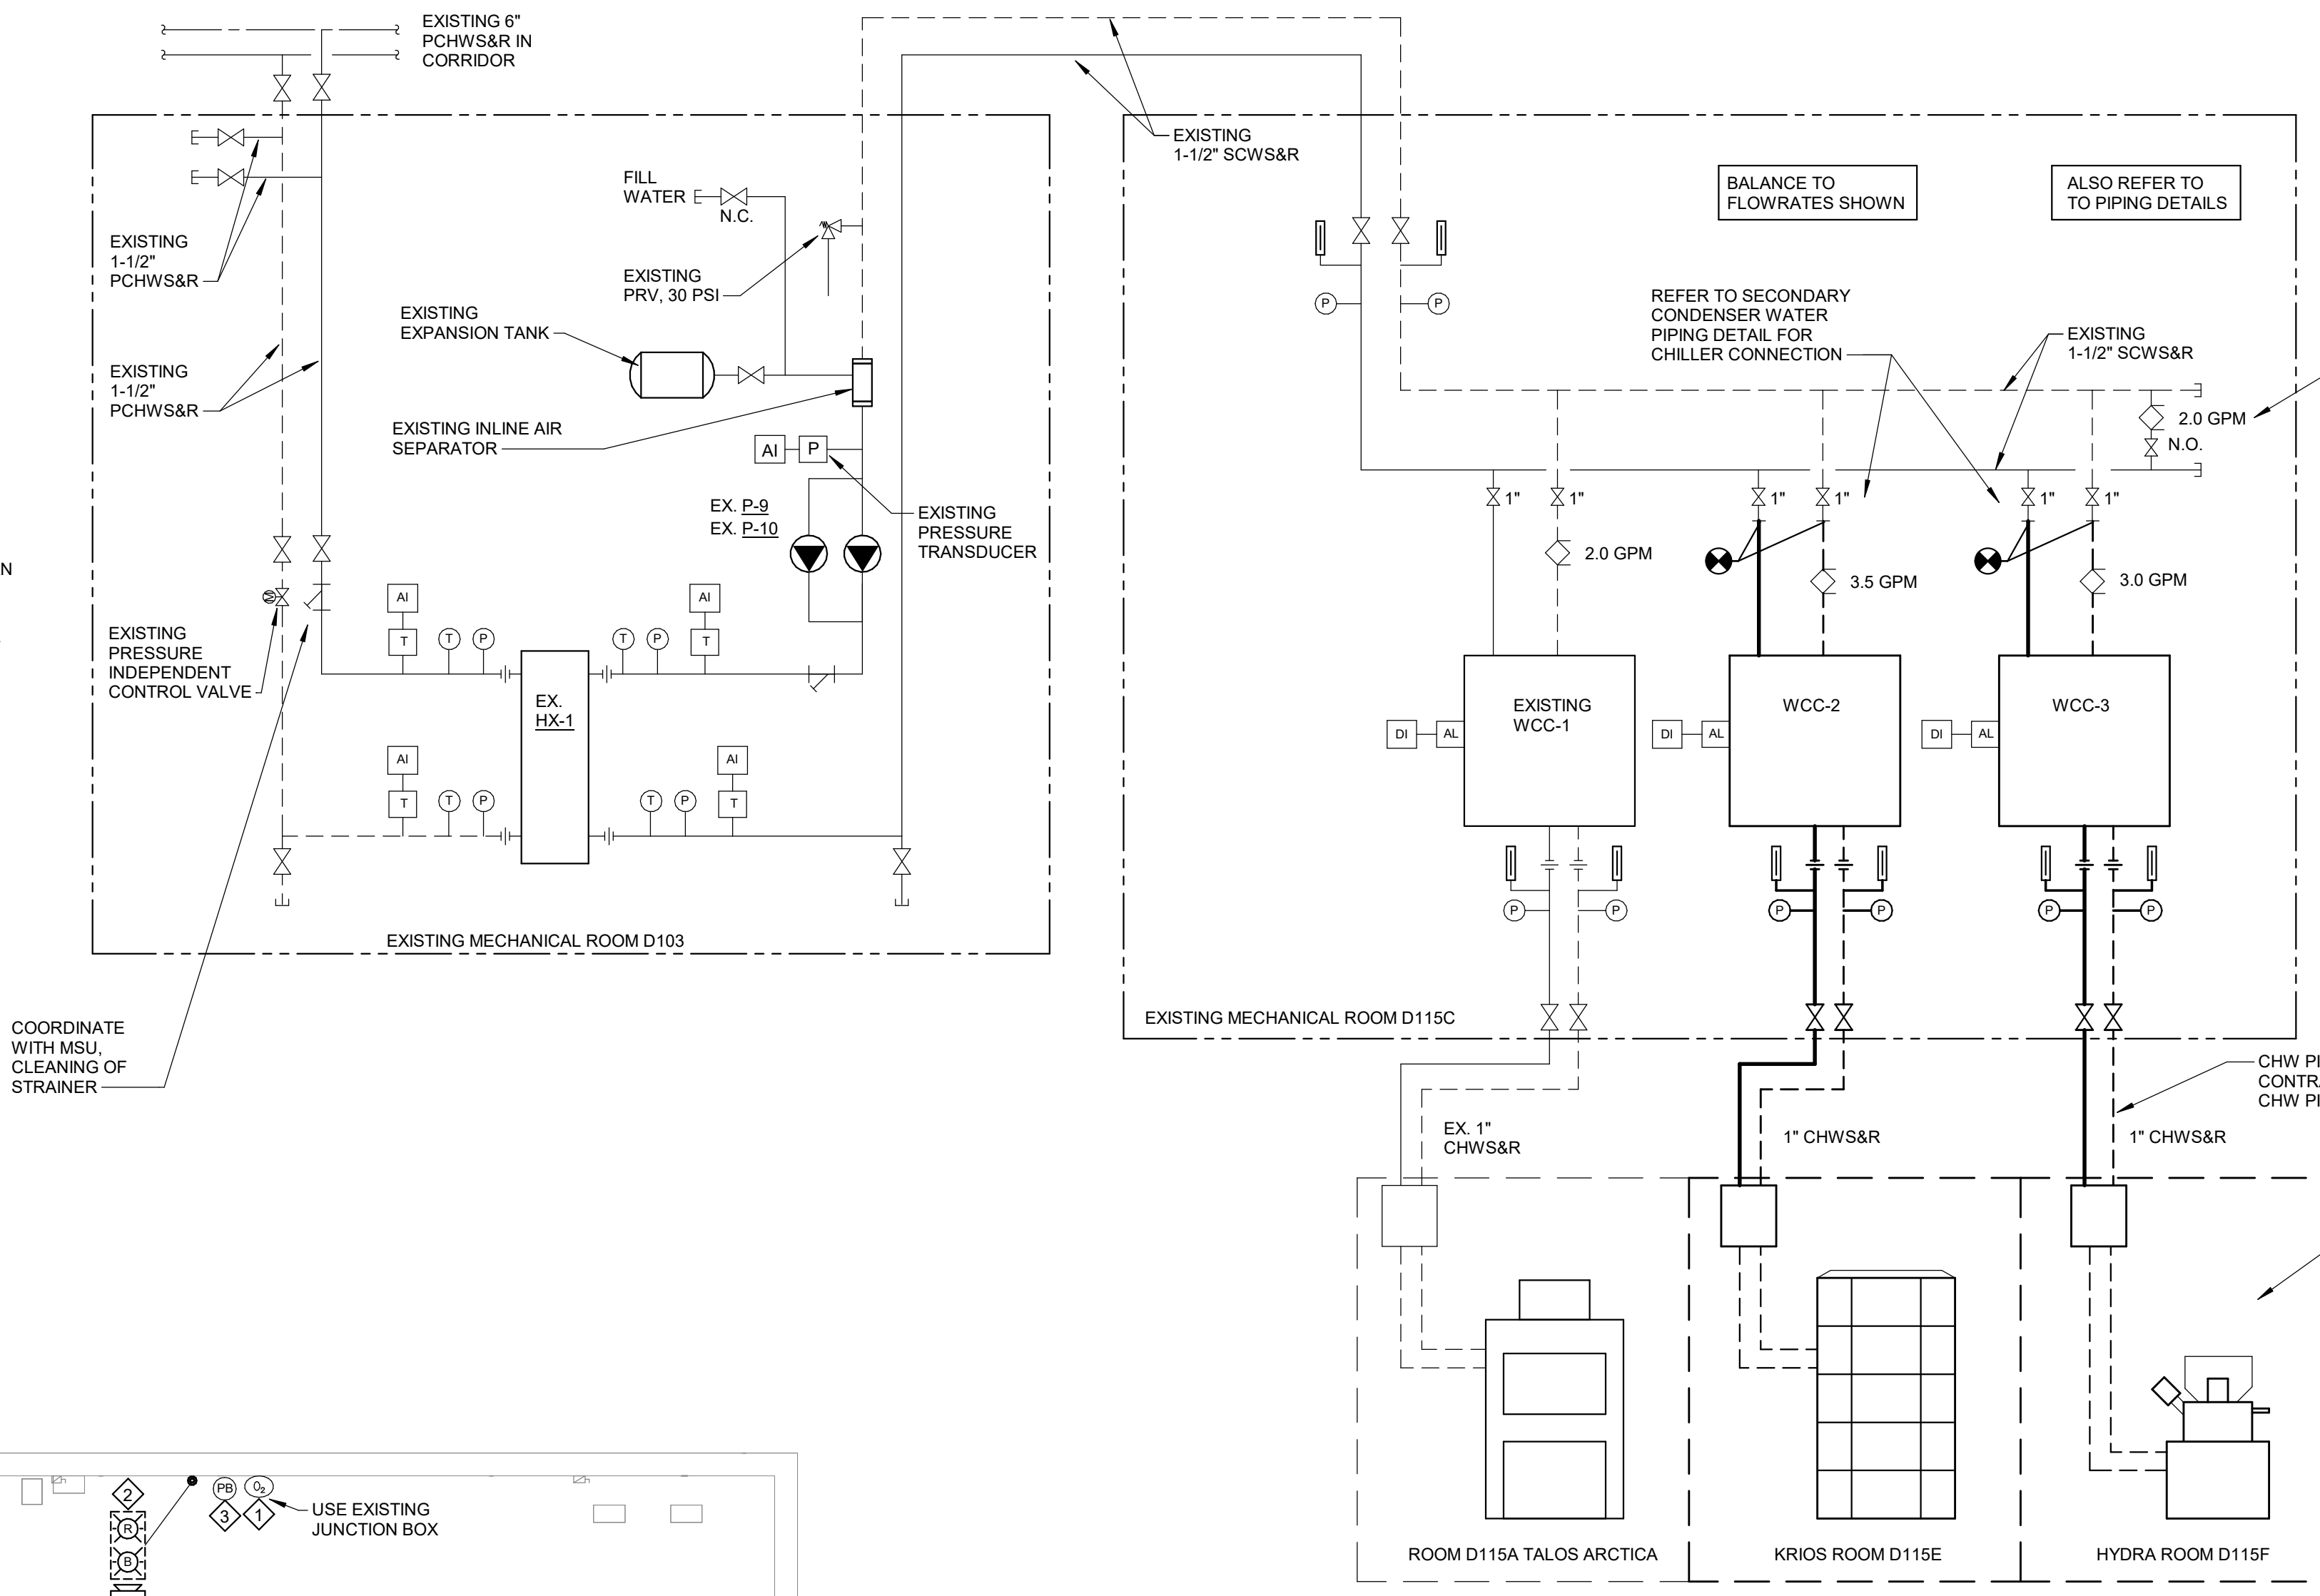 EXISTING 6"
PCHWS&R IN
CORRIDOR
EXISTING
1-1/2"
PCHWS&R
EXISTING
1-1/2"
PCHWS&R
FILL
WATER
N.C.
EXISTING
PRV, 30 PSI
EXISTING
EXPANSION TANK
EXISTING INLINE AIR
SEPARATOR
AI
P
EX. P-9
EX. P-10
EXISTING
PRESSURE
TRANSDUCER
N
EXISTING
PRESSURE
INDEPENDENT
CONTROL VALVE
M
AI
T
T
P
T
P
AI
T
EX.
HX-1
AI
T
T
P
T
P
AI
T
EXISTING MECHANICAL ROOM D103
COORDINATE
WITH MSU,
CLEANING OF
STRAINER
EXISTING
1-1/2" SCWS&R
BALANCE TO
FLOWRATES SHOWN
ALSO REFER TO
TO PIPING DETAILS
P
P
REFER TO SECONDARY
CONDENSER WATER
PIPING DETAIL FOR
CHILLER CONNECTION
EXISTING
1-1/2" SCWS&R
2.0 GPM
N.O.
1"
1"
1"
1"
1"
1"
2.0 GPM
3.5 GPM
3.0 GPM
EXISTING
WCC-1
WCC-2
WCC-3
DI
AL
DI
AL
DI
AL
P
P
P
P
P
P
EXISTING MECHANICAL ROOM D115C
CHW PI
CONTR
CHW PI
EX. 1"
CHWS&R
1" CHWS&R
1" CHWS&R
ROOM D115A TALOS ARCTICA
KRIOS ROOM D115E
HYDRA ROOM D115F
2
PB
O2
3
1
R
B
USE EXISTING
JUNCTION BOX